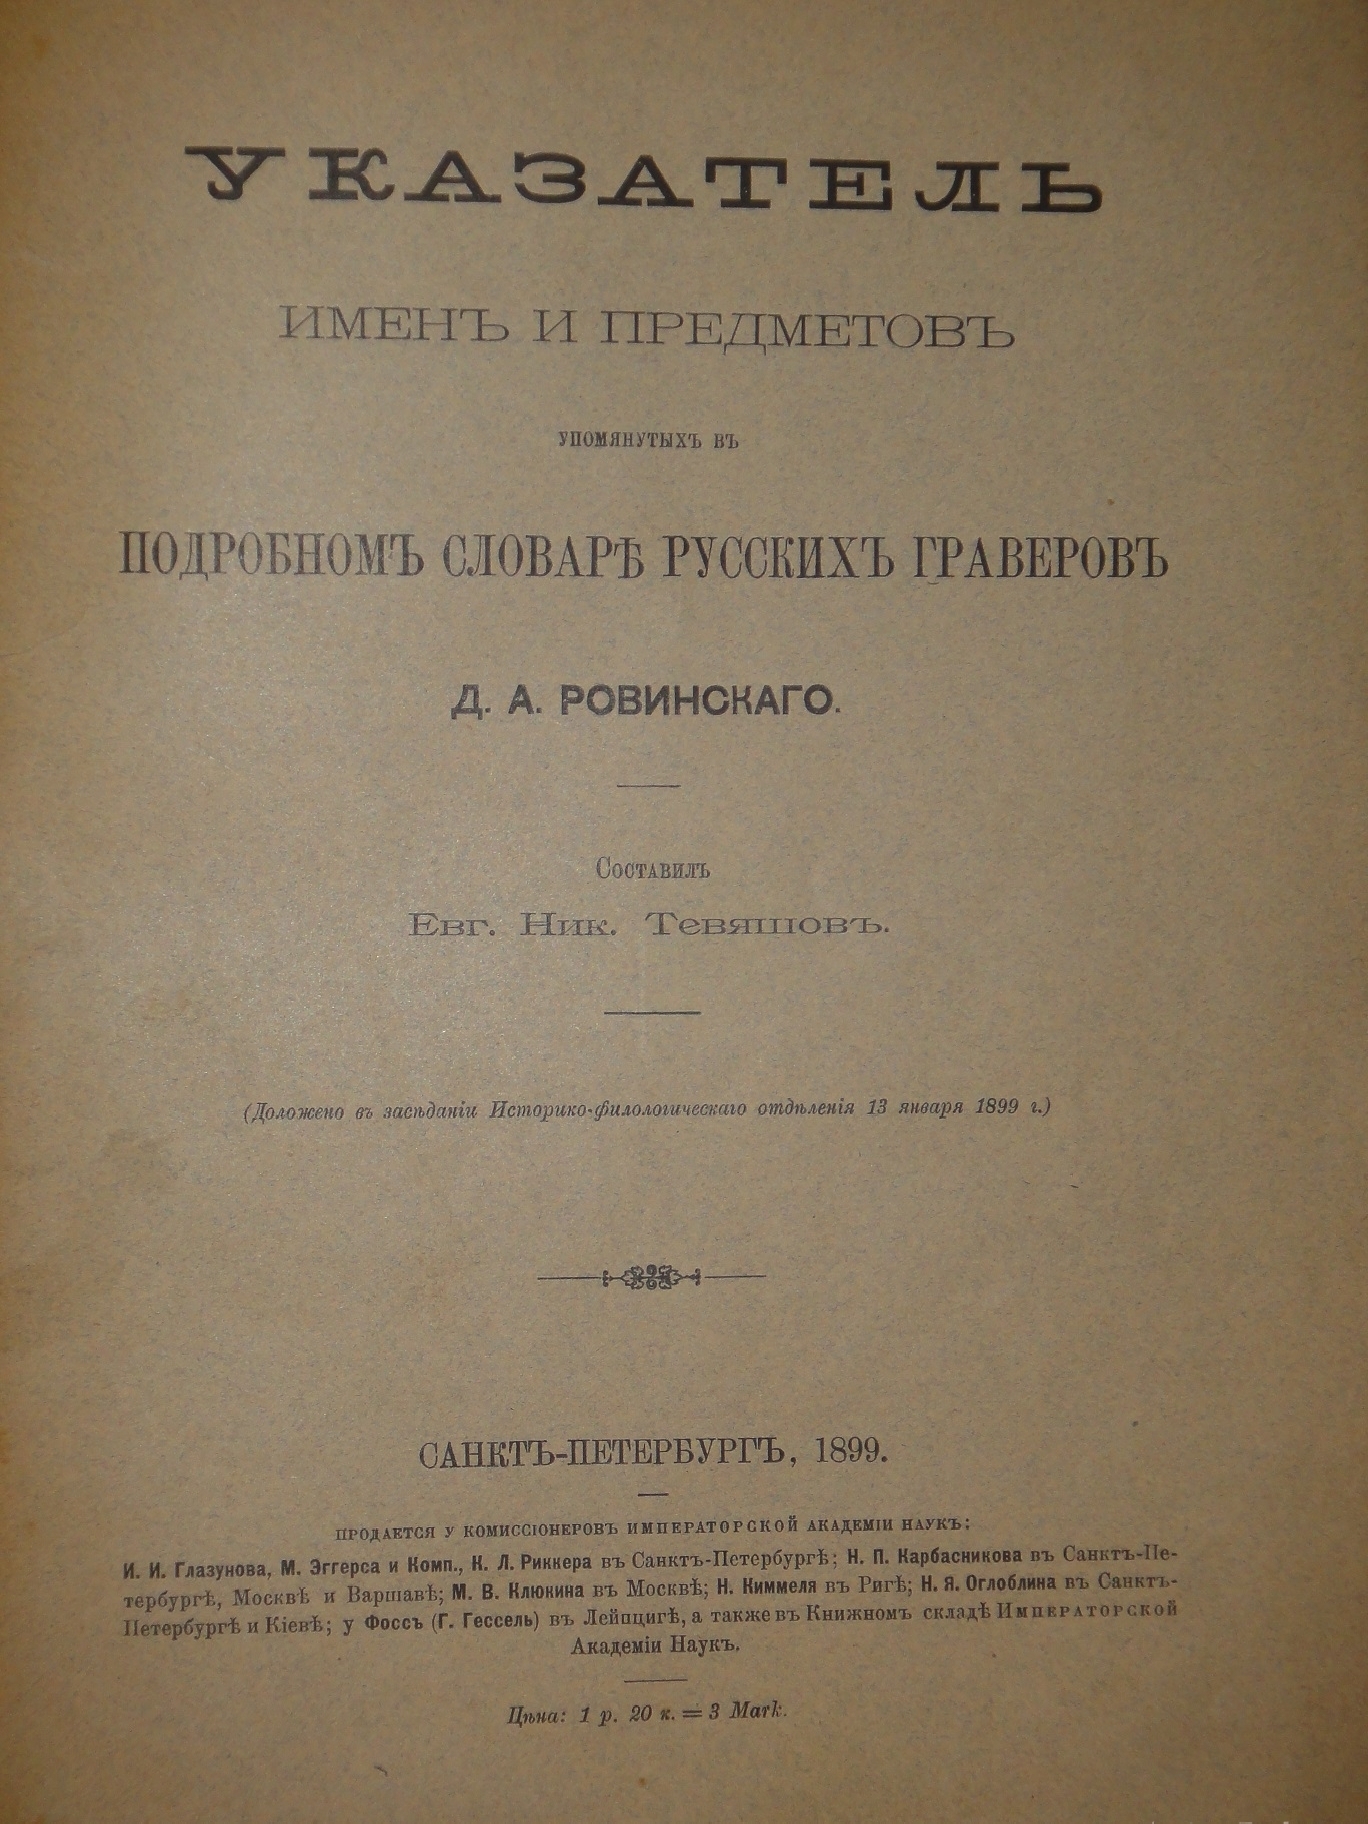 УКАЗАТЕЛЬ
ИМЕНЪ И ПРЕДМЕТОВЪ
УПОМЯНУТЫХЪ ВЪ
ПОДРОБНОМЪ СЛОВАРѢ РУССКИХЪ ГРАВЕРОВЪ
Д. А. РОВИНСКАГО.
Составилъ
Евг. Ник. Тевяшовъ.
(Доложено въ засѣданіи Историко-филологическаго отдѣленія 13 января 1899 г.)
САНКТЪ-ПЕТЕРБУРГЪ, 1899.
ПРОДАЕТСЯ У КОМИССІОНЕРОВЪ ИМПЕРАТОРСКОЙ АКАДЕМІИ НАУКЪ:
И. И. Глазунова, М. Эггерса и Комп., К. Л. Риккера въ Санктъ-Петербургѣ; Н. П. Карбасникова въ Санктъ-Пе-
тербургѣ, Москвѣ и Варшавѣ; М. В. Клюкина въ Москвѣ; Н. Киммеля въ Ригѣ; Н. Я. Оглоблина въ Санктъ-
Петербургѣ и Кіевѣ; у Фоссъ (Г. Гессель) въ Лейпцигѣ, а также въ Книжномъ складѣ Императорской
Академіи Наукъ.
Цѣна: 1 р. 20 к. = 3 Mark.